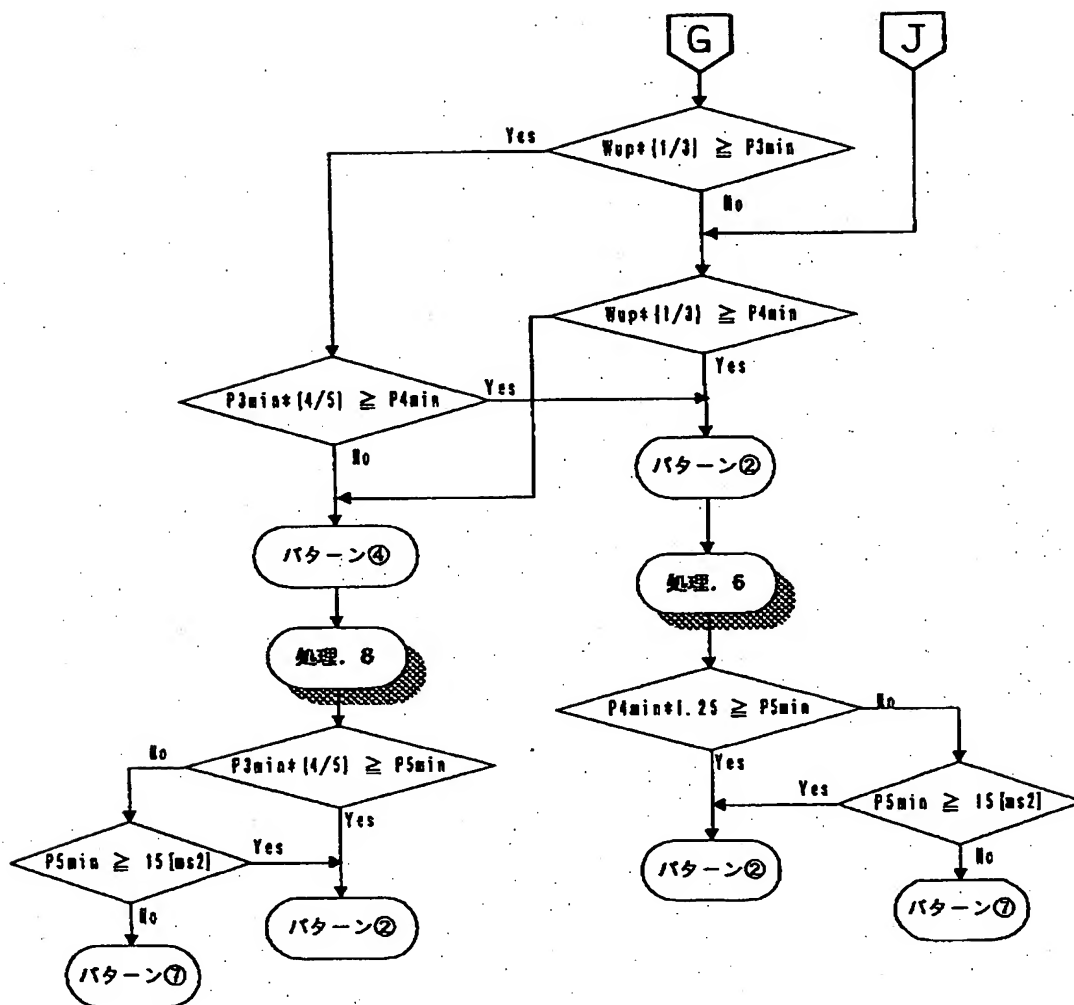 G
J
Yes
Wup*(1/3) ≧ P3min
No
Wup*(1/3) ≧ P4min
Yes
P3min*(4/5) ≧ P4min
Yes
No
パターン②
パターン④
処理. 6
処理. 8
P4min*1.25 ≧ P5min
No
No
P3min*(4/5) ≧ P5min
Yes
Yes
P5min ≧ 15[ms2]
Yes
P5min ≧ 15[ms2]
Yes
No
パターン②
No
パターン⑦
パターン②
パターン⑦